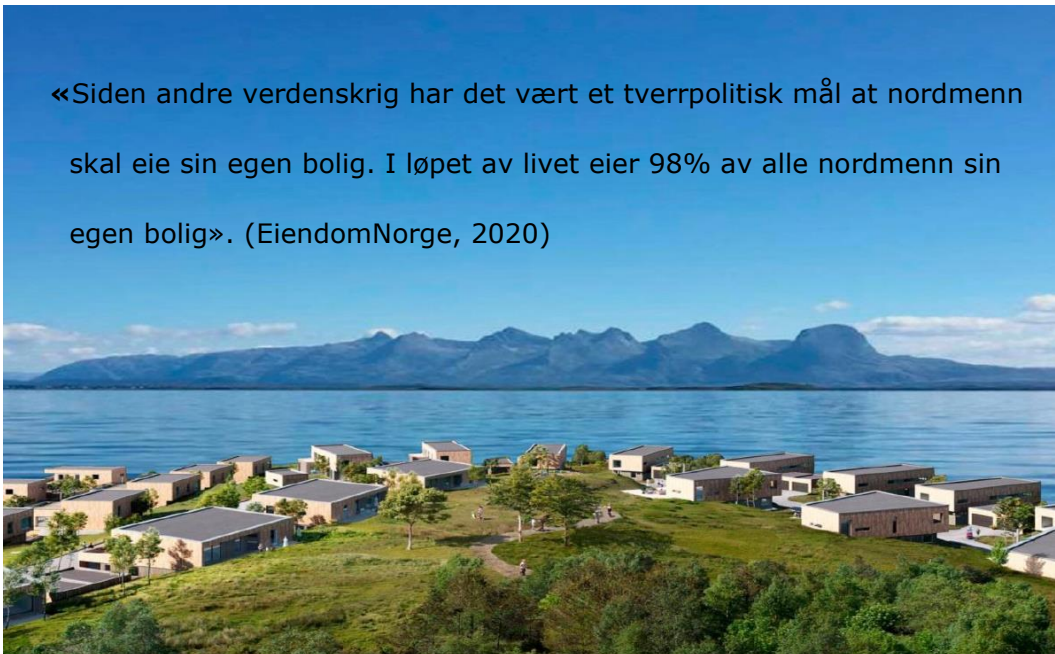 «Siden andre verdenskrig har det vært et tverrpolitisk mål at nordmenn
skal eie sin egen bolig. I løpet av livet eier 98% av alle nordmenn sin
egen bolig». (EiendomNorge, 2020)